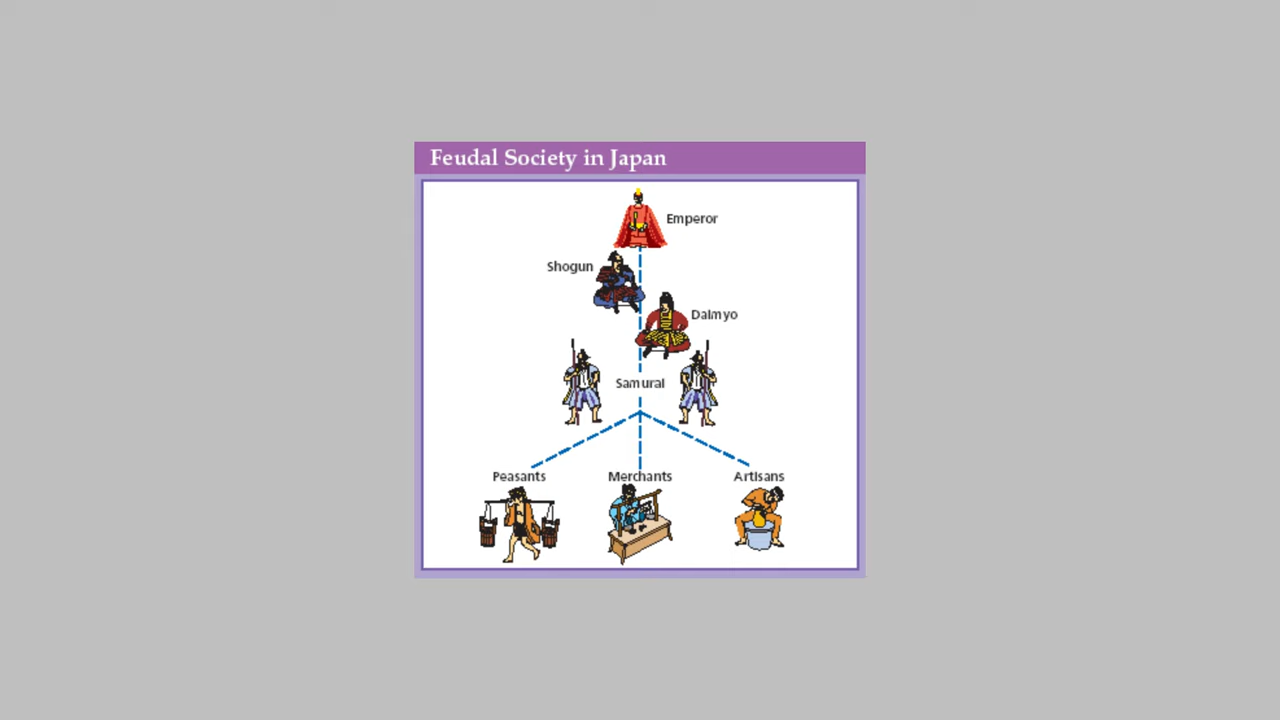 Feudal Society in Japan
Emperor
Shogun
Daimyo
Samurai
Peasants Merchants Artisans